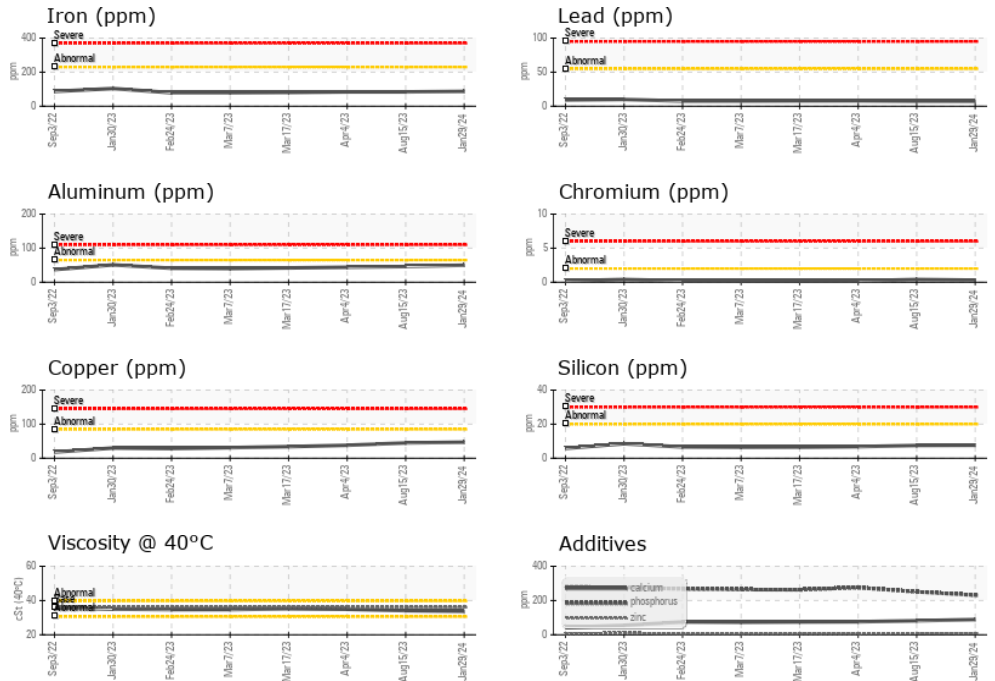 Iron (ppm)
400
200
0
ppm
Severe
Abnormal
Sep3/22
Jan30/23
Feb24/23
Mar7/23
Mar17/23
Apr4/23
Aug15/23
Jan29/24
Lead (ppm)
100
50
0
ppm
Severe
Abnormal
Sep3/22
Jan30/23
Feb24/23
Mar7/23
Mar17/23
Apr4/23
Aug15/23
Jan29/24
Aluminum (ppm)
200
100
0
ppm
Severe
Abnormal
Sep3/22
Jan30/23
Feb24/23
Mar7/23
Mar17/23
Apr4/23
Aug15/23
Jan29/24
Chromium (ppm)
10
5
0
ppm
Severe
Abnormal
Sep3/22
Jan30/23
Feb24/23
Mar7/23
Mar17/23
Apr4/23
Aug15/23
Jan29/24
Copper (ppm)
200
100
0
ppm
Severe
Abnormal
Sep3/22
Jan30/23
Feb24/23
Mar7/23
Mar17/23
Apr4/23
Aug15/23
Jan29/24
Silicon (ppm)
40
20
0
ppm
Severe
Abnormal
Sep3/22
Jan30/23
Feb24/23
Mar7/23
Mar17/23
Apr4/23
Aug15/23
Jan29/24
Viscosity @ 40°C
60
40
20
cSt (40°C)
Abnormal
Base
Abnormal
Sep3/22
Jan30/23
Feb24/23
Mar7/23
Mar17/23
Apr4/23
Aug15/23
Jan29/24
Additives
400
200
0
ppm
calcium
phosphorus
zinc
Sep3/22
Jan30/23
Feb24/23
Mar7/23
Mar17/23
Apr4/23
Aug15/23
Jan29/24